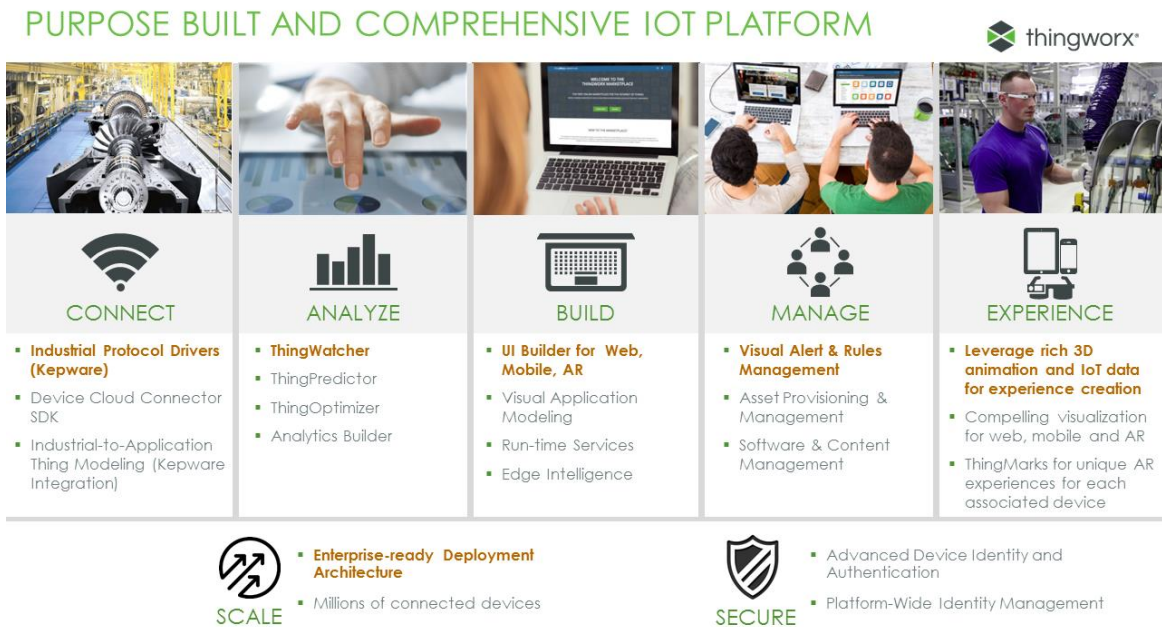 PURPOSE BUILT AND COMPREHENSIVE IOT PLATFORM
thingworx®
WELCOME TO THE
THINGWORX MARKETPLACE
CONNECT
▪ Industrial Protocol Drivers
(Kepware)
▪ Device Cloud Connector
SDK
▪ Industrial-to-Application
Thing Modeling (Kepware
Integration)
ANALYZE
▪ ThingWatcher
▪ ThingPredictor
▪ ThingOptimizer
▪ Analytics Builder
BUILD
▪ UI Builder for Web,
Mobile, AR
▪ Visual Application
Modeling
▪ Run-time Services
▪ Edge Intelligence
MANAGE
▪ Visual Alert & Rules
Management
▪ Asset Provisioning &
Management
▪ Software & Content
Management
EXPERIENCE
▪ Leverage rich 3D
animation and IoT data
for experience creation
▪ Compelling visualization
for web, mobile and AR
▪ ThingMarks for unique AR
experiences for each
associated device
SCALE
▪ Enterprise-ready Deployment
Architecture
▪ Millions of connected devices
SECURE
▪ Advanced Device Identity and
Authentication
▪ Platform-Wide Identity Management